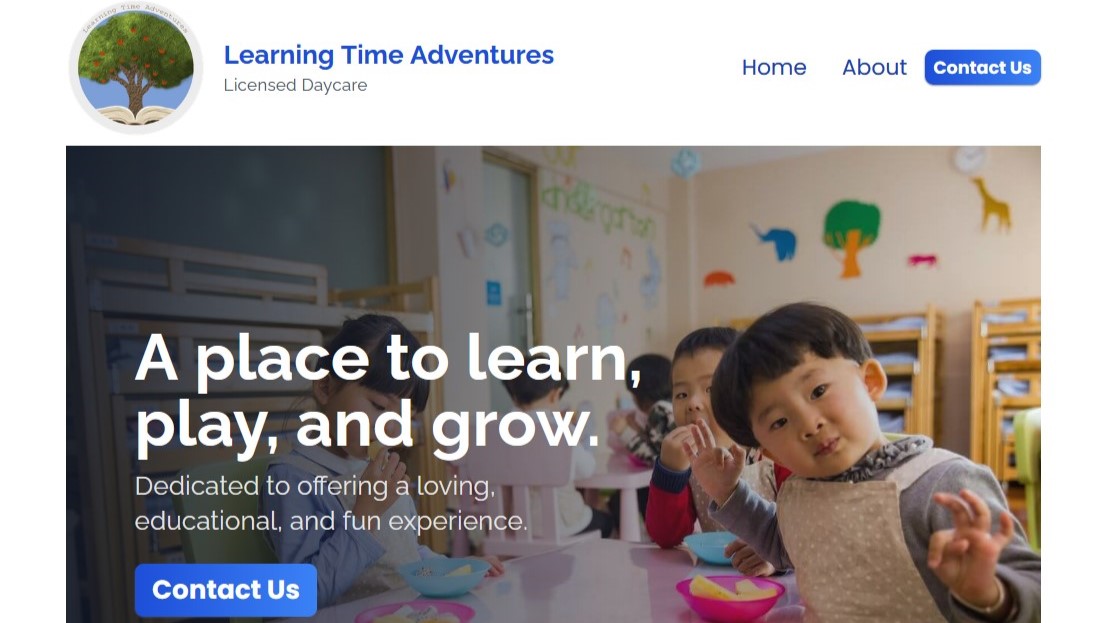 Learning Time Adventures
Learning Time Adventures
Licensed Daycare
Home
About
Contact Us
our
kindergarten
A place to learn,
play, and grow.
Dedicated to offering a loving,
educational, and fun experience.
Contact Us